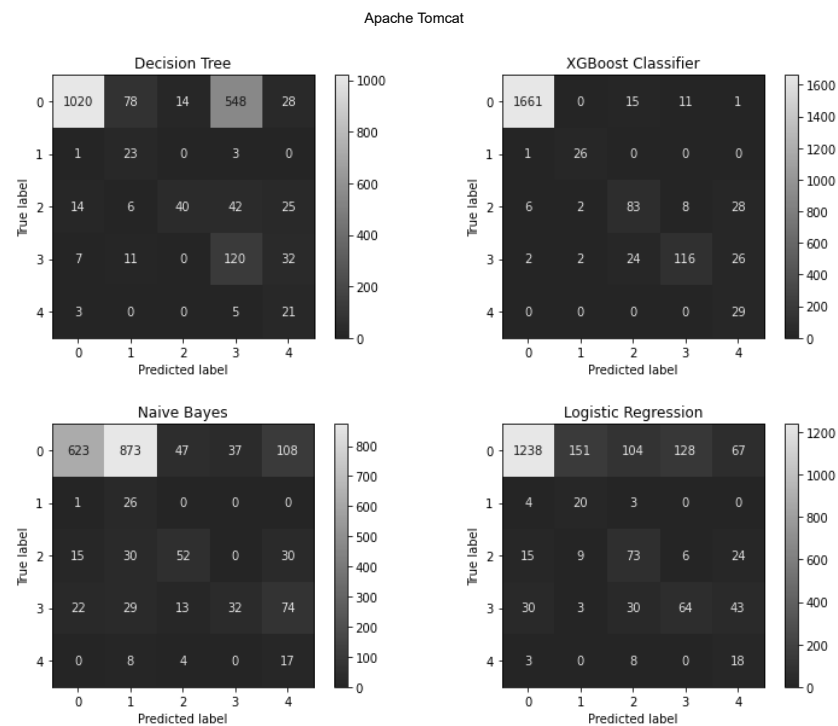 Apache Tomcat
Decision Tree
0 1020 78 14 548 28
1 1 23 0 3 0
2 14 6 40 42 25
3 7 11 0 120 32
4 3 0 0 5 21
0 1 2 3 4
Predicted label
True label
1000
800
600
400
200
0
XGBoost Classifier
0 1661 0 15 11 1
1 1 26 0 0 0
2 6 2 83 8 28
3 2 2 24 116 26
4 0 0 0 0 29
0 1 2 3 4
Predicted label
True label
1600
1400
1200
1000
800
600
400
200
0
Naive Bayes
0 623 873 47 37 108
1 1 26 0 0 0
2 15 30 52 0 30
3 22 29 13 32 74
4 0 8 4 0 17
0 1 2 3 4
Predicted label
True label
800
700
600
500
400
300
200
100
0
Logistic Regression
0 1238 151 104 128 67
1 4 20 3 0 0
2 15 9 73 6 24
3 30 3 30 64 43
4 3 0 8 0 18
0 1 2 3 4
Predicted label
True label
1200
1000
800
600
400
200
0